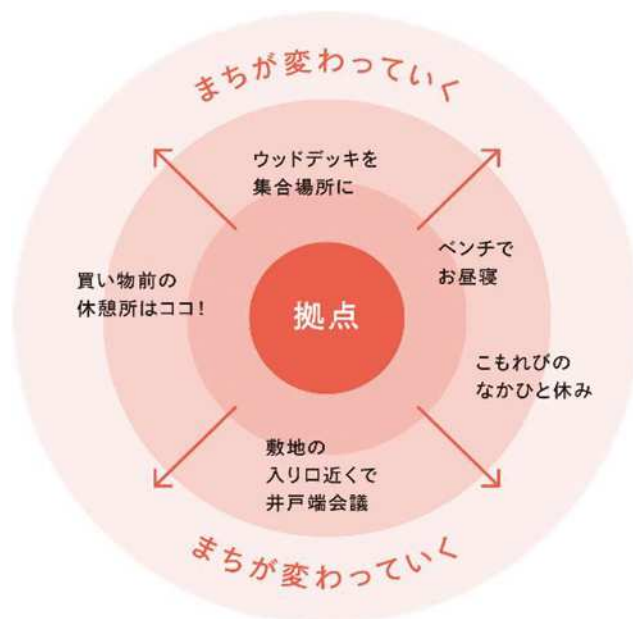 まちが変わっていく
ウッドデッキを
集合場所に
ベンチで
お昼寝
買い物前の
休憩所はココ！
拠点
こもれびの
なかひと休み
敷地の
入り口近くで
井戸端会議
まちが変わっていく